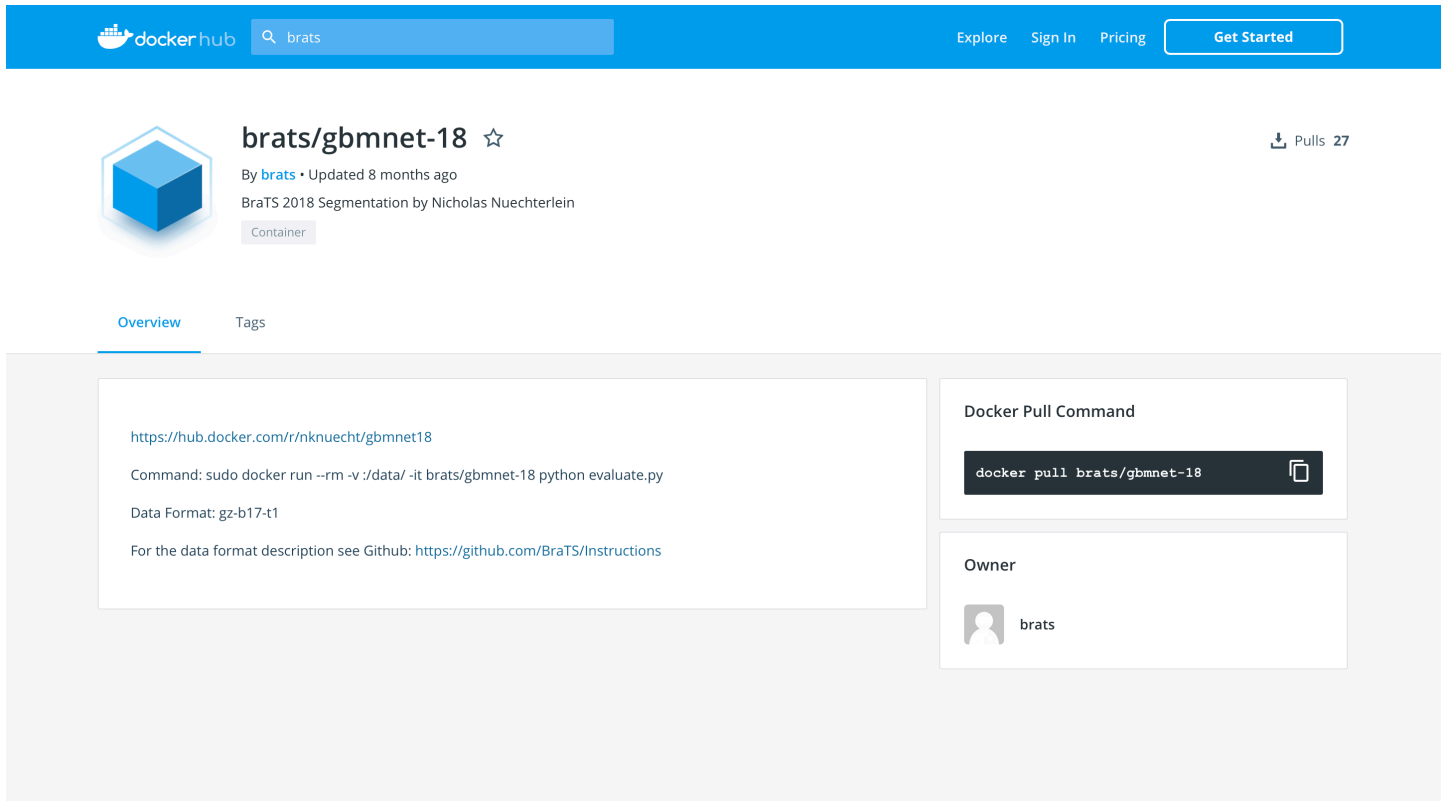 dockerhub
brats
Explore Sign In Pricing Get Started
brats/gbmnet-18
Pulls 27
By brats • Updated 8 months ago
BraTS 2018 Segmentation by Nicholas Nuechterlein
Container
Overview Tags
https://hub.docker.com/r/nknuecht/gbmnet18
Command: sudo docker run --rm -v :/data/ -it brats/gbmnet-18 python evaluate.py
Data Format: gz-b17-t1
For the data format description see Github: https://github.com/BraTS/Instructions
Docker Pull Command
docker pull brats/gbmnet-18
Owner
brats